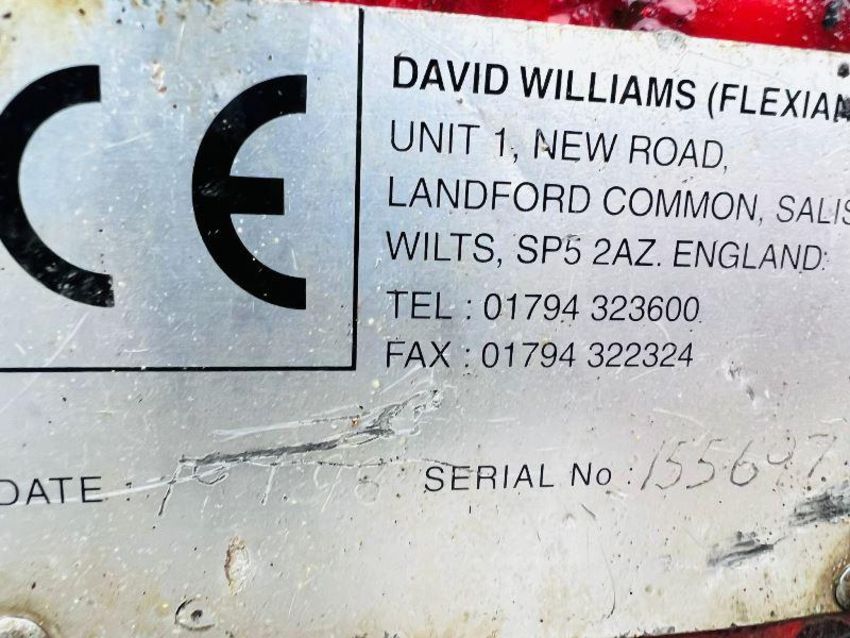 CE
DAVID WILLIAMS (FLEXIAN
UNIT 1, NEW ROAD,
LANDFORD COMMON, SALIS
WILTS, SP5 2AZ. ENGLAND.
TEL : 01794 323600
FAX : 01794 322324
DATE :
SERIAL No : 155697